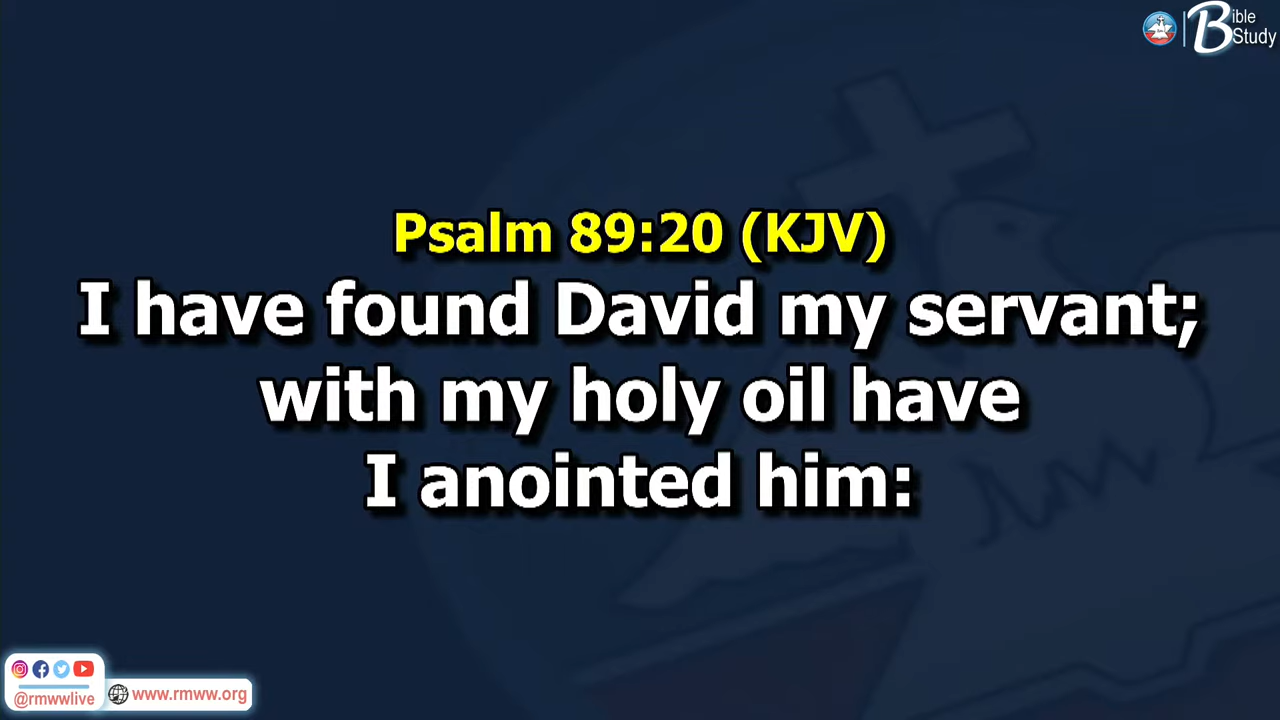 Bible
Study
Psalm 89:20 (KJV)
I have found David my servant;
with my holy oil have
I anointed him:
@rmwwlive
www.rmww.org